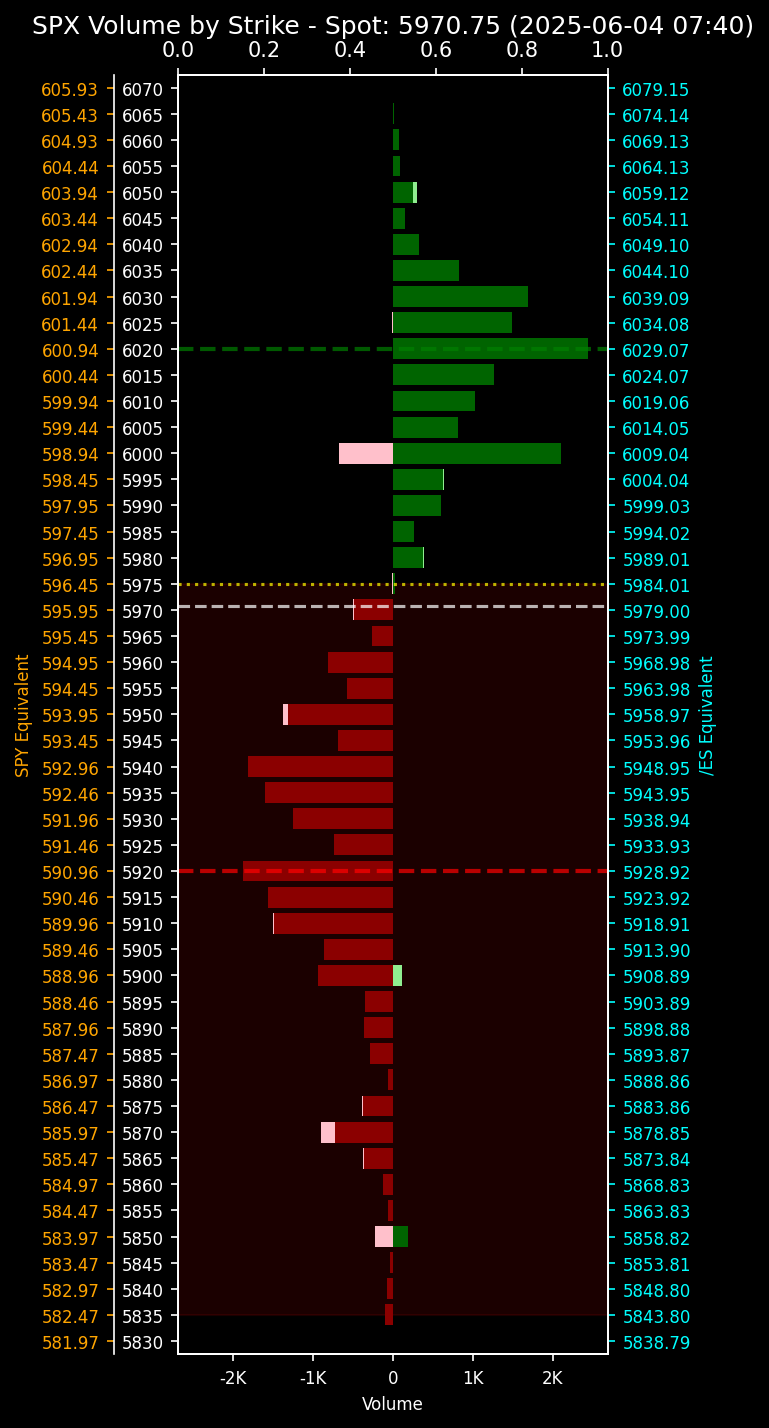 SPX Volume by Strike - Spot: 5970.75 (2025-06-04 07:40)
0.0 0.2 0.4 0.6 0.8 1.0
605.93 6070 6079.15
605.43 6065 6074.14
604.93 6060 6069.13
604.44 6055 6064.13
603.94 6050 6059.12
603.44 6045 6054.11
602.94 6040 6049.10
602.44 6035 6044.10
601.94 6030 6039.09
601.44 6025 6034.08
600.94 6020 6029.07
600.44 6015 6024.07
599.94 6010 6019.06
599.44 6005 6014.05
598.94 6000 6009.04
598.45 5995 6004.04
597.95 5990 5999.03
597.45 5985 5994.02
596.95 5980 5989.01
596.45 5975 5984.01
595.95 5970 5979.00
595.45 5965 5973.99
594.95 5960 5968.98
594.45 5955 5963.98
593.95 5950 5958.97
593.45 5945 5953.96
592.96 5940 5948.95
592.46 5935 5943.95
591.96 5930 5938.94
591.46 5925 5933.93
590.96 5920 5928.92
590.46 5915 5923.92
589.96 5910 5918.91
589.46 5905 5913.90
588.96 5900 5908.89
588.46 5895 5903.89
587.96 5890 5898.88
587.47 5885 5893.87
586.97 5880 5888.86
586.47 5875 5883.86
585.97 5870 5878.85
585.47 5865 5873.84
584.97 5860 5868.83
584.47 5855 5863.83
583.97 5850 5858.82
583.47 5845 5853.81
582.97 5840 5848.80
582.47 5835 5843.80
581.97 5830 5838.79
SPY Equivalent
/ES Equivalent
-2K -1K 0 1K 2K
Volume